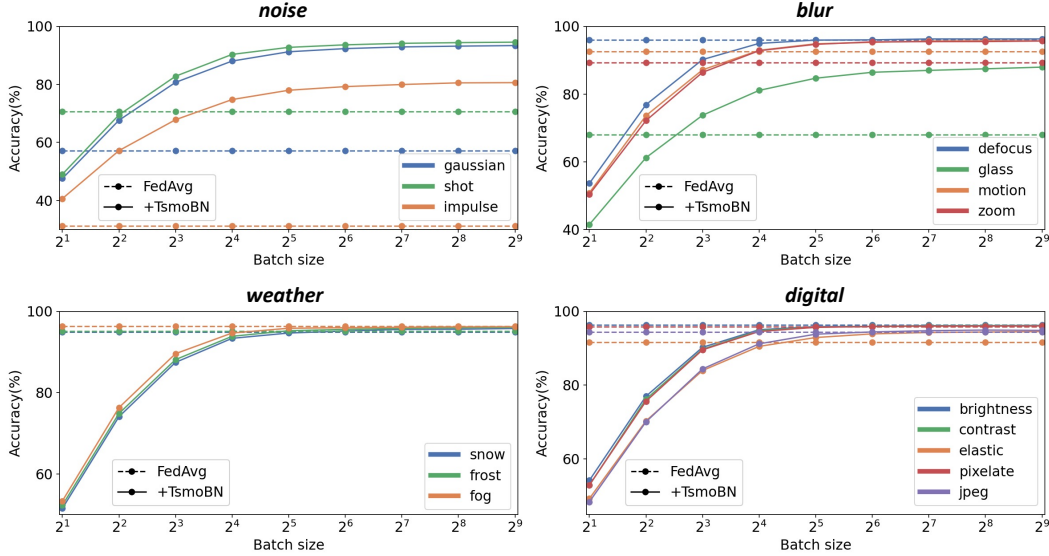 noise
Accuracy(%)
100
80
60
40
FedAvg
+TsmoBN
gaussian
shot
impulse
2^1 2^2 2^3 2^4 2^5 2^6 2^7 2^8 2^9
Batch size
blur
Accuracy(%)
100
80
60
40
FedAvg
+TsmoBN
defocus
glass
motion
zoom
2^1 2^2 2^3 2^4 2^5 2^6 2^7 2^8 2^9
Batch size
weather
Accuracy(%)
100
80
60
FedAvg
+TsmoBN
snow
frost
fog
2^1 2^2 2^3 2^4 2^5 2^6 2^7 2^8 2^9
Batch size
digital
Accuracy(%)
100
80
60
FedAvg
+TsmoBN
brightness
contrast
elastic
pixelate
jpeg
2^1 2^2 2^3 2^4 2^5 2^6 2^7 2^8 2^9
Batch size